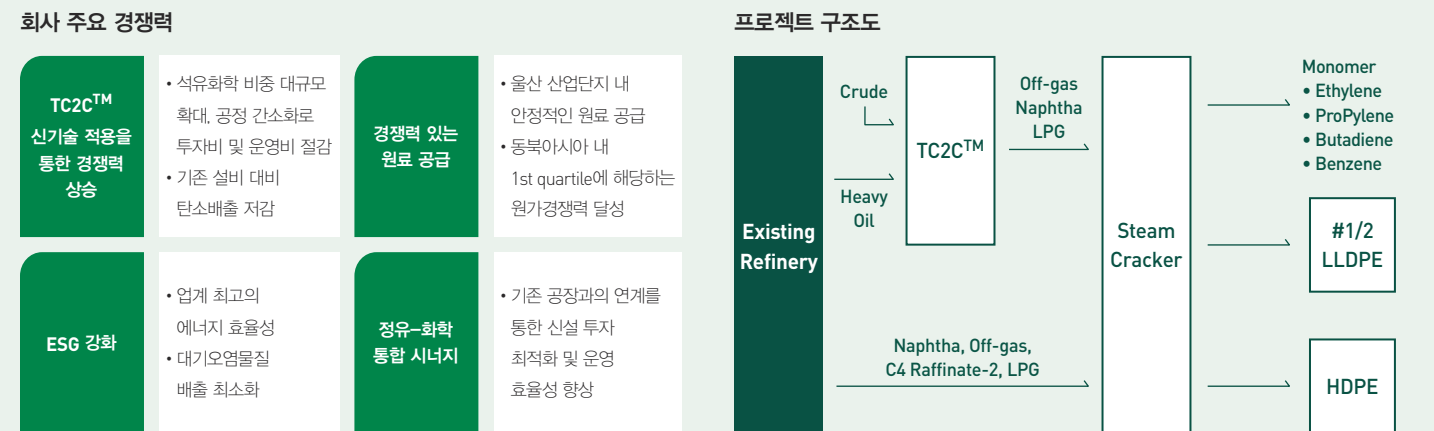 회사 주요 경쟁력
TC2C™
신기술 적용을
통한 경쟁력
상승
• 석유화학 비중 대규모
확대, 공정 간소화로
투자비 및 운영비 절감
• 기존 설비 대비
탄소배출 저감
경쟁력 있는
원료 공급
• 울산 산업단지 내
안정적인 원료 공급
• 동북아시아 내
1st quartile에 해당하는
원가경쟁력 달성
ESG 강화
• 업계 최고의
에너지 효율성
• 대기오염물질
배출 최소화
정유–화학
통합 시너지
• 기존 공장과의 연계를
통한 신설 투자
최적화 및 운영
효율성 향상
프로젝트 구조도
Existing
Refinery
Crude
Heavy
Oil
TC2C™
Off-gas
Naphtha
LPG
Naphtha, Off-gas,
C4 Raffinate-2, LPG
Steam
Cracker
Monomer
• Ethylene
• ProPylene
• Butadiene
• Benzene
#1/2
LLDPE
HDPE